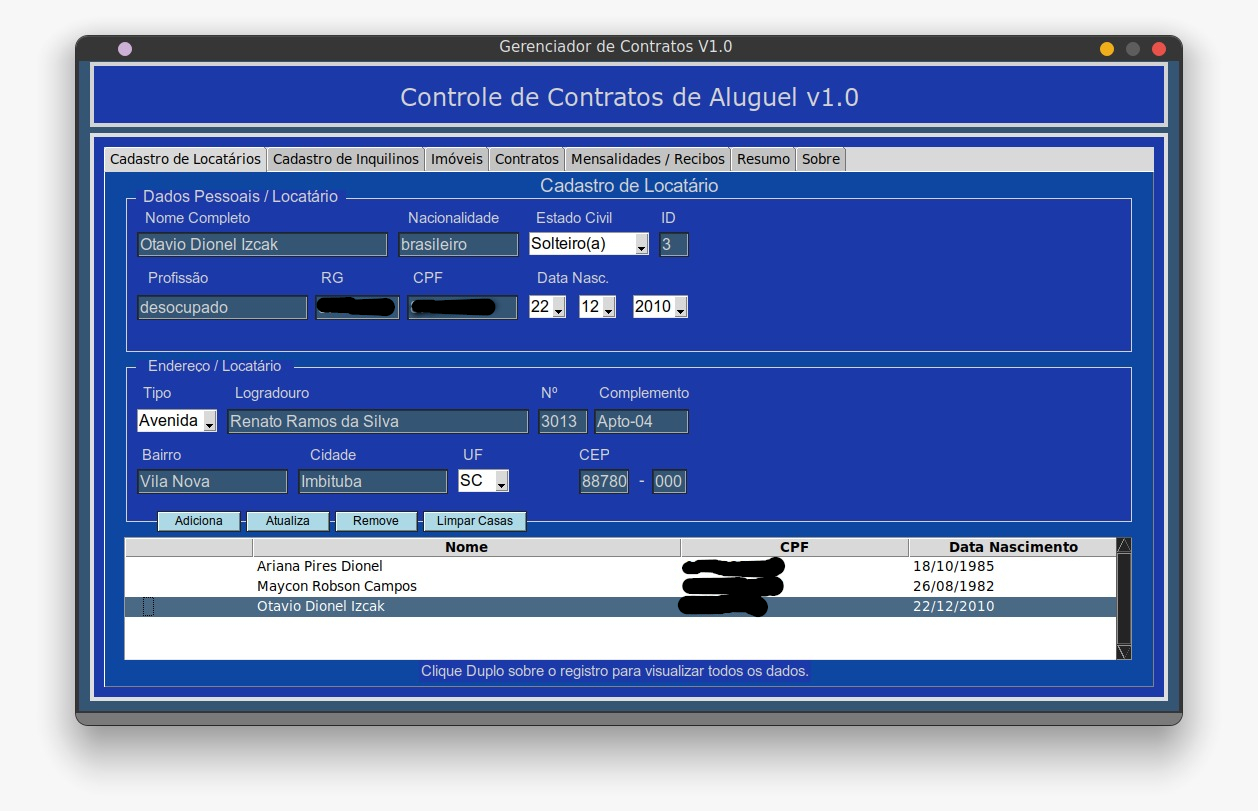 Gerenciador de Contratos V1.0
Controle de Contratos de Aluguel v1.0
Cadastro de Locatários Cadastro de Inquilinos Imóveis Contratos Mensalidades / Recibos Resumo Sobre
Cadastro de Locatário
Dados Pessoais / Locatário
Nome Completo Nacionalidade Estado Civil ID
Otavio Dionel Izcak brasileiro Solteiro(a) 3
Profissão RG CPF Data Nasc.
desocupado 22 12 2010
Endereço / Locatário
Tipo Logradouro Nº Complemento
Avenida Renato Ramos da Silva 3013 Apto-04
Bairro Cidade UF CEP
Vila Nova Imbituba SC 88780 - 000
Adiciona Atualiza Remove Limpar Casas
Nome CPF Data Nascimento
Ariana Pires Dionel 18/10/1985
Maycon Robson Campos 26/08/1982
Otavio Dionel Izcak 22/12/2010
Clique Duplo sobre o registro para visualizar todos os dados.